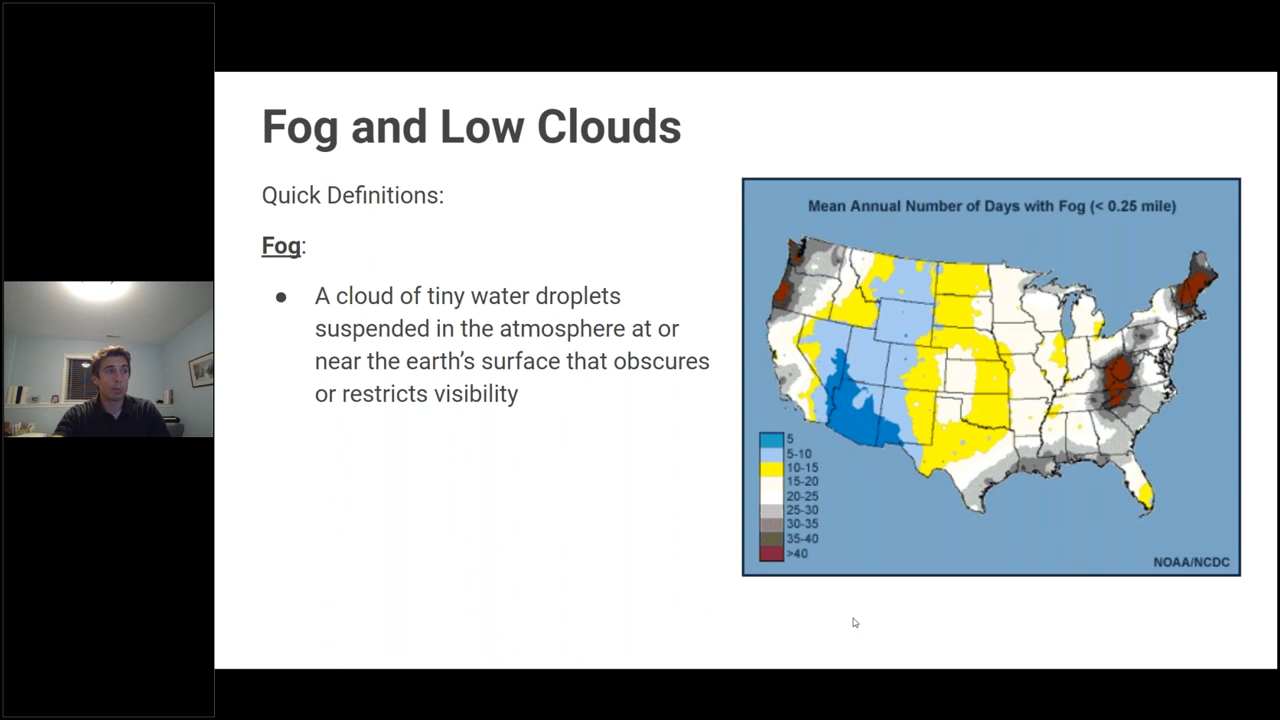 Fog and Low Clouds
Quick Definitions:
Fog:
● A cloud of tiny water droplets
suspended in the atmosphere at or
near the earth’s surface that obscures
or restricts visibility
Mean Annual Number of Days with Fog (< 0.25 mile)
5
5-10
10-15
15-20
20-25
25-30
30-35
35-40
>40
NOAA/NCDC